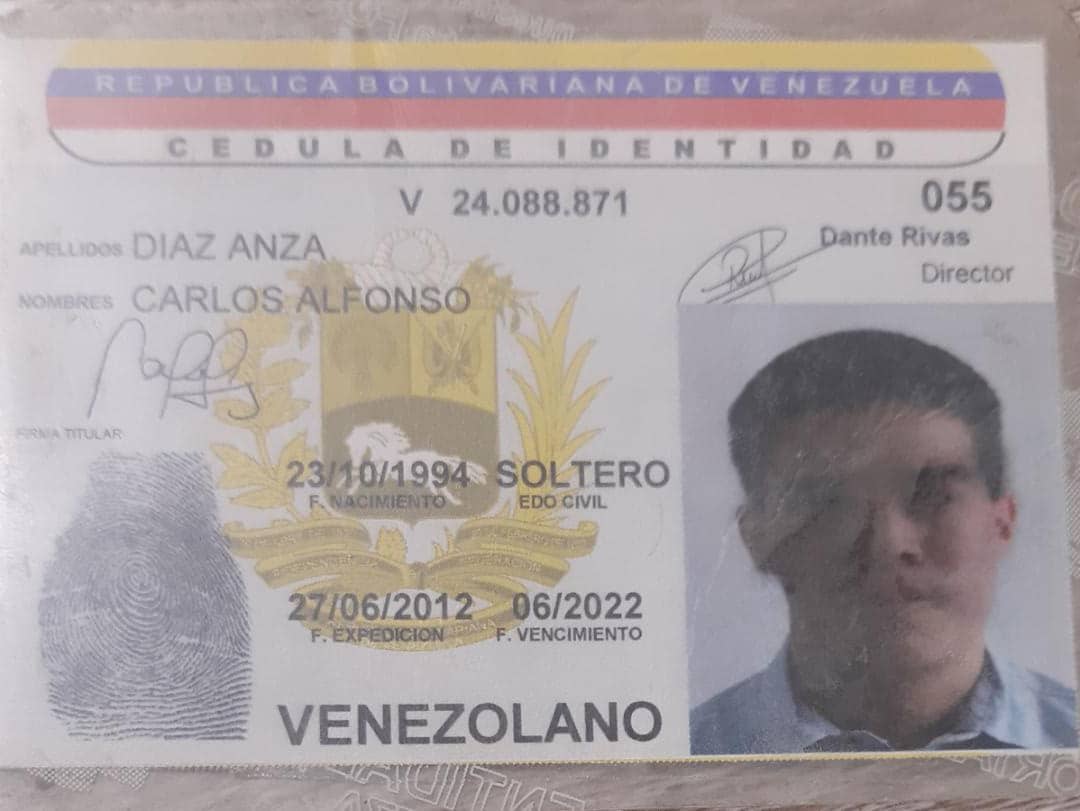 REPUBLICA BOLIVARIANA DE VENEZUELA
CEDULA DE IDENTIDAD
V 24.088.871
055
APELLIDOS DIAZ ANZA
Dante Rivas
Director
NOMBRES CARLOS ALFONSO
FIRMA TITULAR
23/10/1994 SOLTERO
F. NACIMIENTO EDO CIVIL
27/06/2012 06/2022
F. EXPEDICION F. VENCIMIENTO
VENEZOLANO